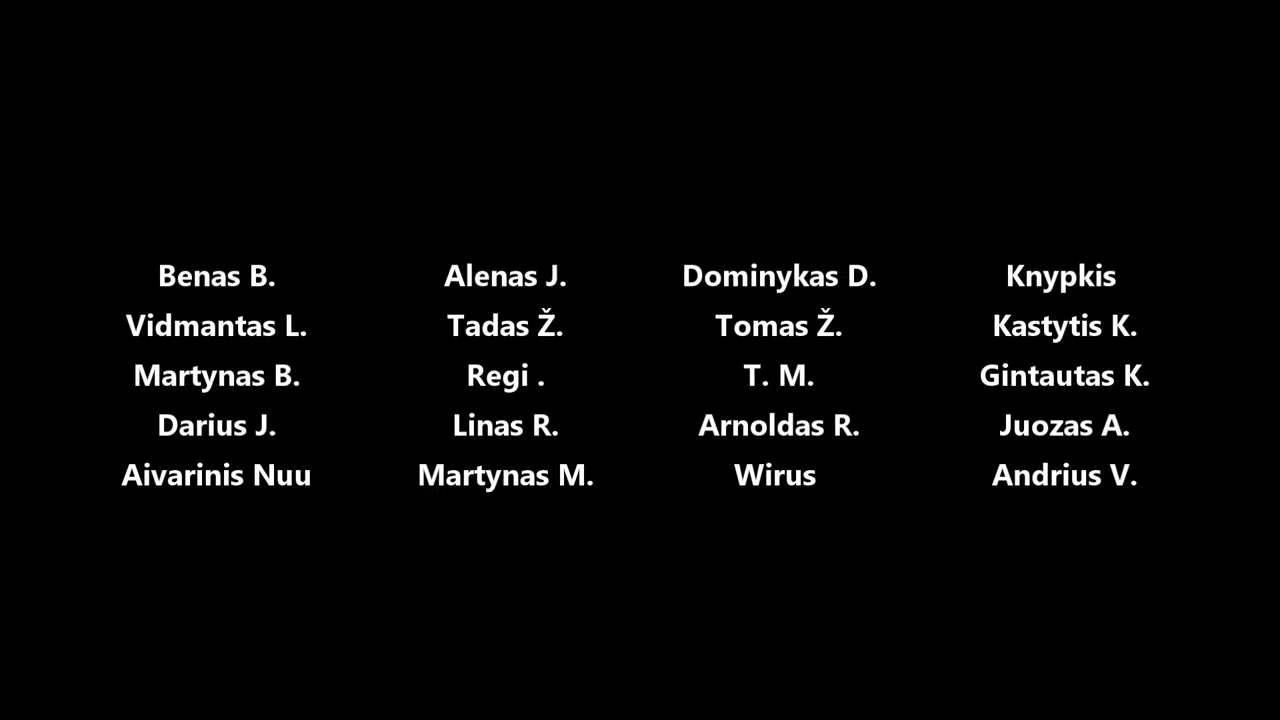 Benas B. Alenas J. Dominykas D. Knypkis
Vidmantas L. Tadas Ž. Tomas Ž. Kastytis K.
Martynas B. Regi . T. M. Gintautas K.
Darius J. Linas R. Arnoldas R. Juozas A.
Aivarinis Nuu Martynas M. Wirus Andrius V.